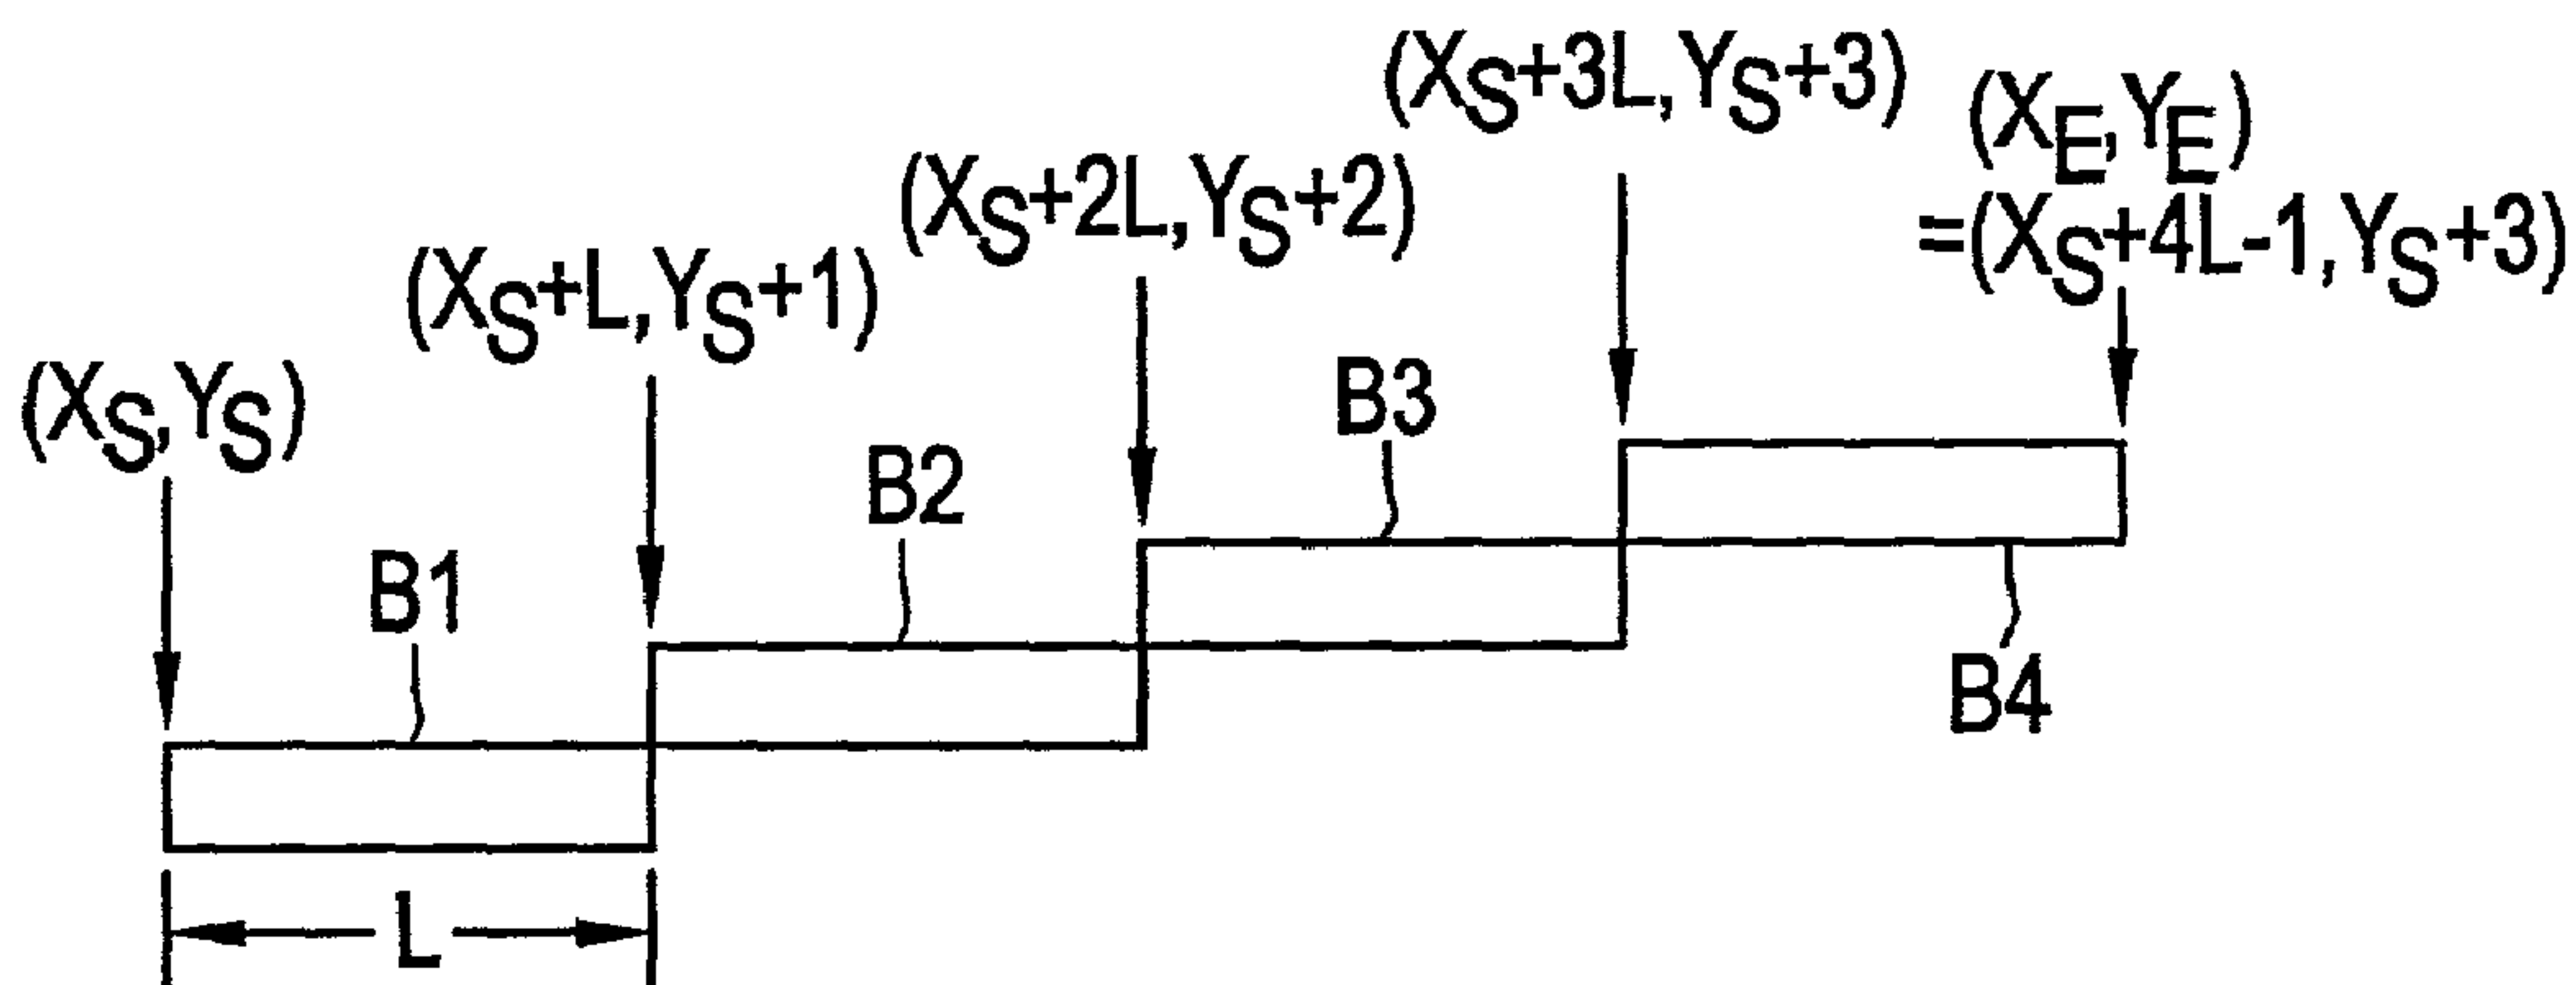 (XS+3L,YS+3)
(XE,YE)
(XS+2L,YS+2)
=(XS+4L-1,YS+3)
(XS+L,YS+1)
(XS,YS)
B3
B2
B1
B4
L